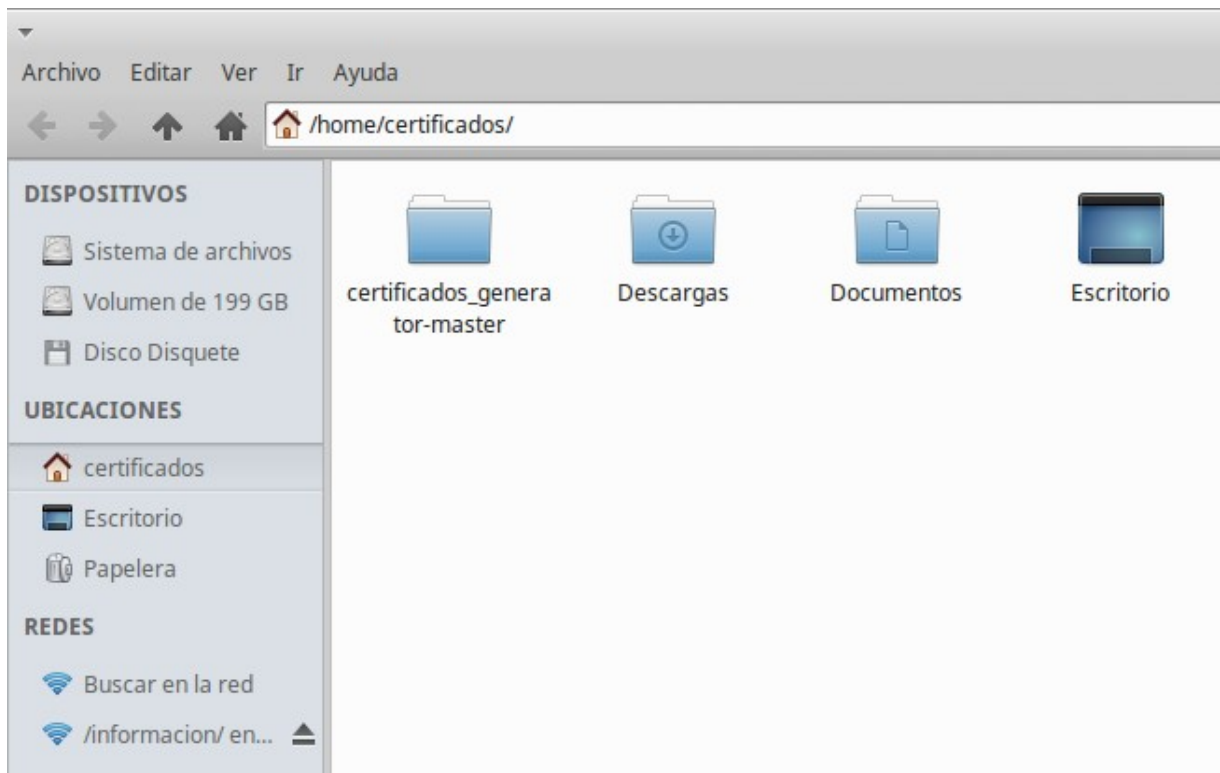 Archivo Editar Ver Ir Ayuda
/home/certificados/
DISPOSITIVOS
Sistema de archivos
Volumen de 199 GB
Disco Disquete
UBICACIONES
certificados
Escritorio
Papelera
REDES
Buscar en la red
/informacion/ en...
certificados_genera
tor-master
Descargas
Documentos
Escritorio